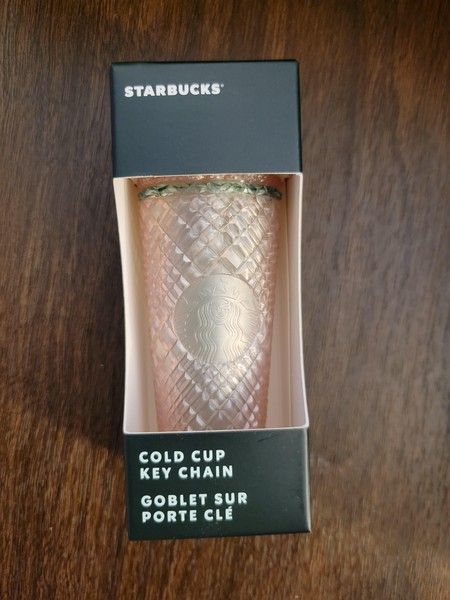 STARBUCKS®
COLD CUP
KEY CHAIN
GOBLET SUR
PORTE CLÉ